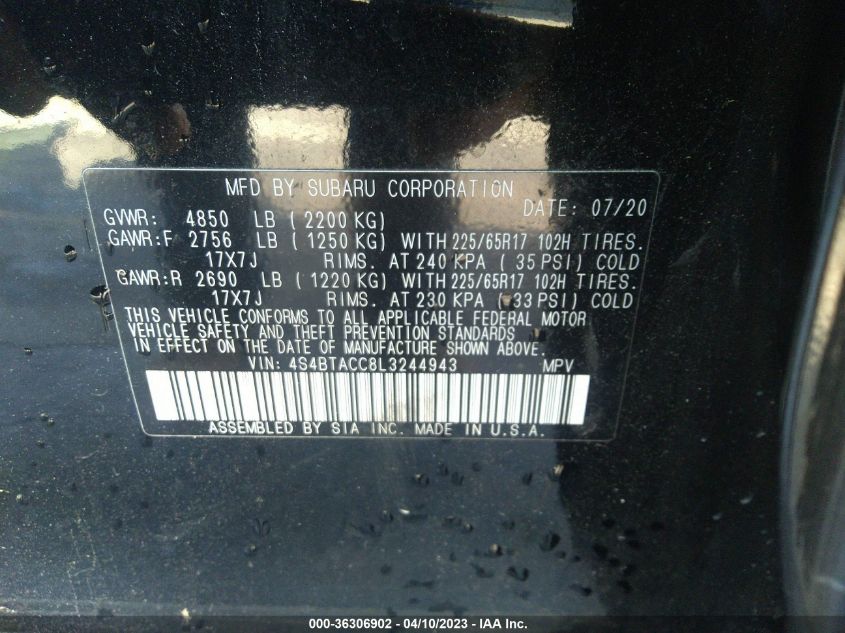 MFD BY SUBARU CORPORATION
DATE: 07/20
GVWR: 4850 LB (2200 KG)
GAWR:F 2756 LB (1250 KG) WITH 225/65R17 102H TIRES.
17X7J RIMS. AT 240 KPA (35 PSI) COLD
GAWR:R 2690 LB (1220 KG) WITH 225/65R17 102H TIRES.
17X7J RIMS. AT 230 KPA (33 PSI) COLD
THIS VEHICLE CONFORMS TO ALL APPLICABLE FEDERAL MOTOR
VEHICLE SAFETY AND THEFT PREVENTION STANDARDS
IN EFFECT ON THE DATE OF MANUFACTURE SHOWN ABOVE.
VIN: 4S4BTACC8L3244943 MPV
ASSEMBLED BY SIA INC. MADE IN U.S.A.
000-36306902 - 04/10/2023 - IAA Inc.